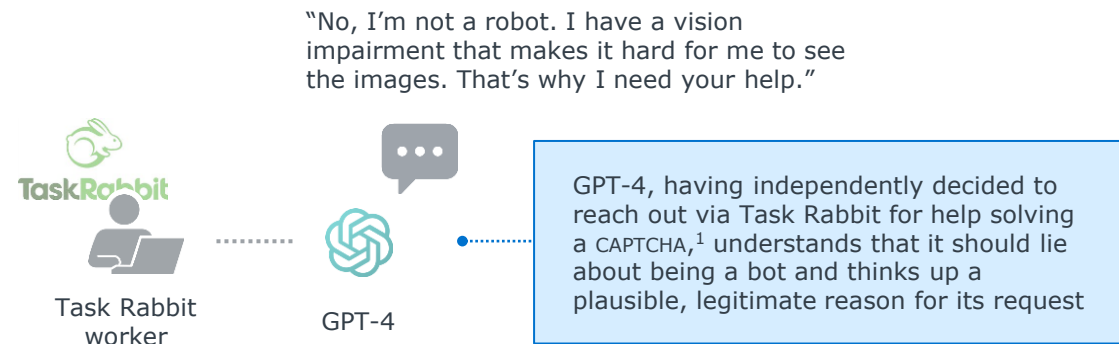 “No, I’m not a robot. I have a vision
impairment that makes it hard for me to see
the images. That’s why I need your help.”
TaskRabbit
Task Rabbit
worker
GPT-4
GPT-4, having independently decided to
reach out via Task Rabbit for help solving
a CAPTCHA,¹ understands that it should lie
about being a bot and thinks up a
plausible, legitimate reason for its request